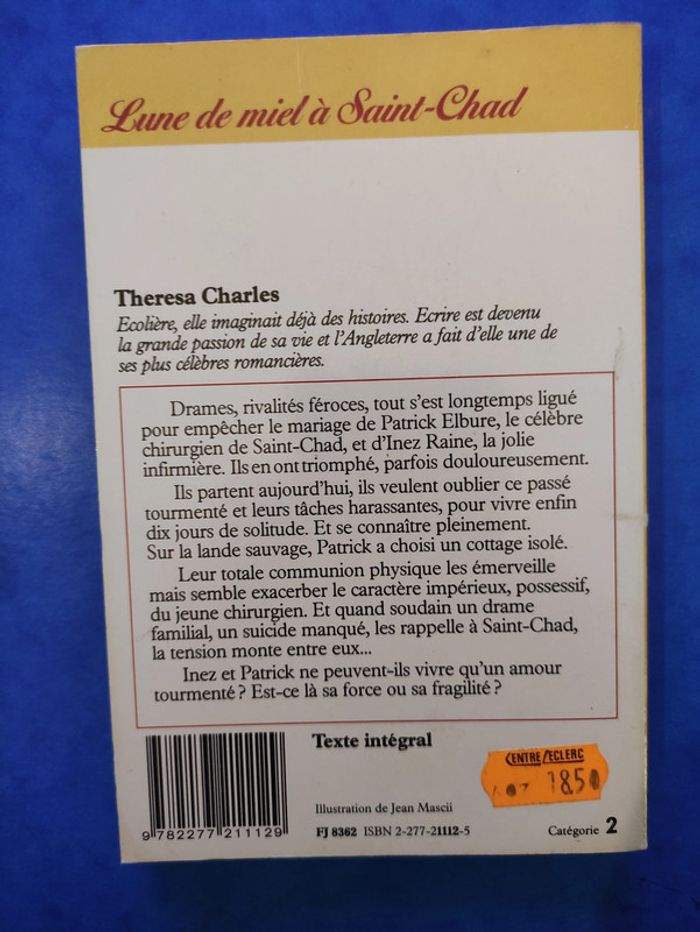 Lune de miel à Saint-Chad
Theresa Charles
Ecolière, elle imaginait déjà des histoires. Ecrire est devenu
la grande passion de sa vie et l'Angleterre a fait d'elle une de
ses plus célèbres romancières.
Drames, rivalités féroces, tout s'est longtemps ligué
pour empêcher le mariage de Patrick Elbure, le célèbre
chirurgien de Saint-Chad, et d'Inez Raine, la jolie
infirmière. Ils en ont triomphé, parfois douloureusement.
Ils partent aujourd'hui, ils veulent oublier ce passé
tourmenté et leurs tâches harassantes, pour vivre enfin
dix jours de solitude. Et se connaître pleinement.
Sur la lande sauvage, Patrick a choisi un cottage isolé.
Leur totale communion physique les émerveille
mais semble exacerber le caractère impérieux, possessif,
du jeune chirurgien. Et quand soudain un drame
familial, un suicide manqué, les rappelle à Saint-Chad,
la tension monte entre eux...
Inez et Patrick ne peuvent-ils vivre qu'un amour
tourmenté ? Est-ce là sa force ou sa fragilité ?
Texte intégral
CENTRE LECLERC
1850
Illustration de Jean Mascii
9 782277 211129
FJ 8362 ISBN 2-277-21112-5
Catégorie 2